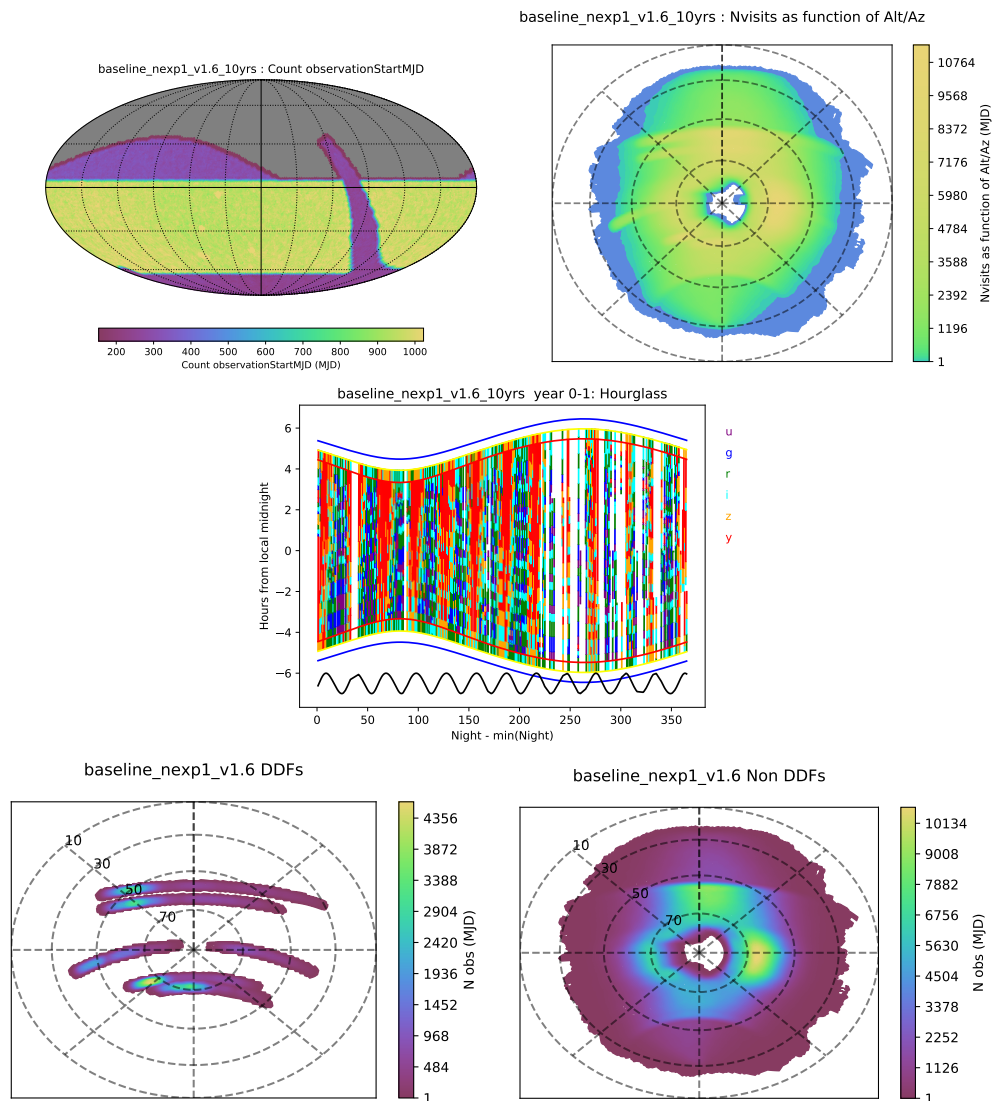 baseline_nexp1_v1.6_10yrs : Nvisits as function of Alt/Az
baseline_nexp1_v1.6_10yrs : Count observationStartMJD
200 300 400 500 600 700 800 900 1000
Count observationStartMJD (MJD)
10764
9568
8372
7176
5980
4784
3588
2392
1196
1
Nvisits as function of Alt/Az (MJD)
baseline_nexp1_v1.6_10yrs  year 0-1: Hourglass
Hours from local midnight
6
4
2
0
−2
−4
−6
0 50 100 150 200 250 300 350
Night - min(Night)
u
g
r
i
z
y
baseline_nexp1_v1.6 DDFs
10
30
50
70
4356
3872
3388
2904
2420
1936
1452
968
484
1
N obs (MJD)
baseline_nexp1_v1.6 Non DDFs
10
30
50
70
10134
9008
7882
6756
5630
4504
3378
2252
1126
1
N obs (MJD)